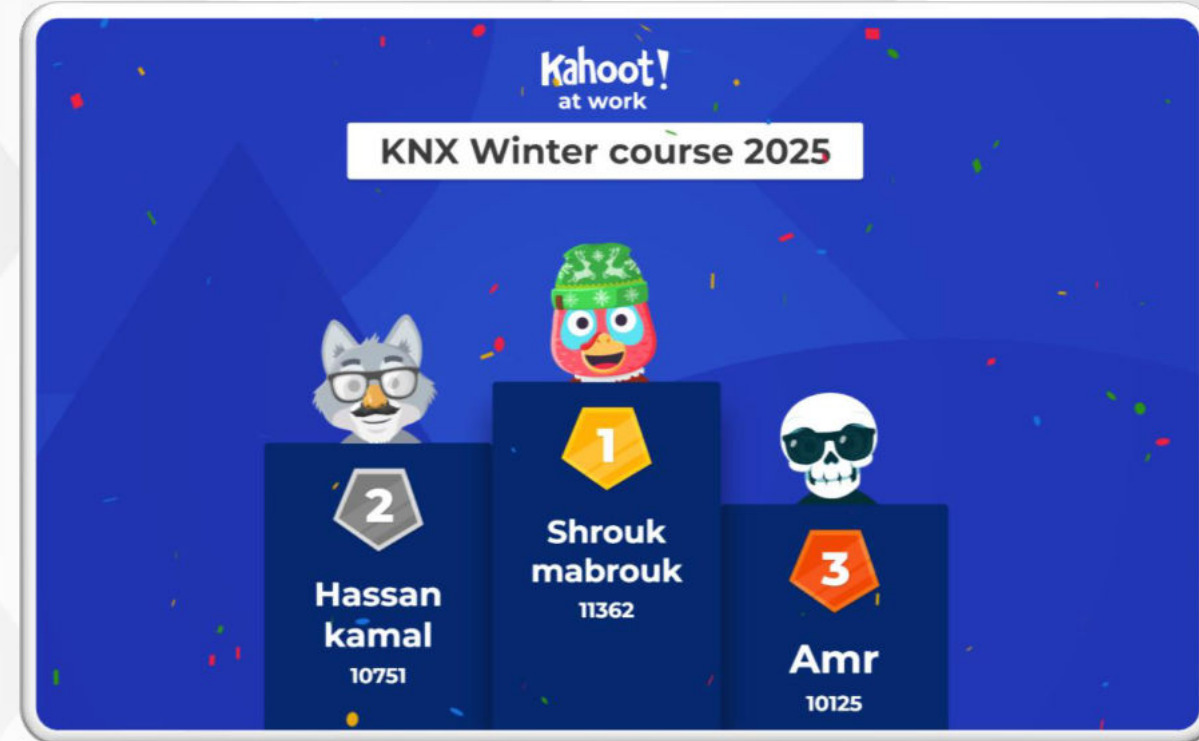 Kahoot!
at work
KNX Winter course 2025
1
Shrouk
mabrouk
11362
2
Hassan
kamal
10751
3
Amr
10125